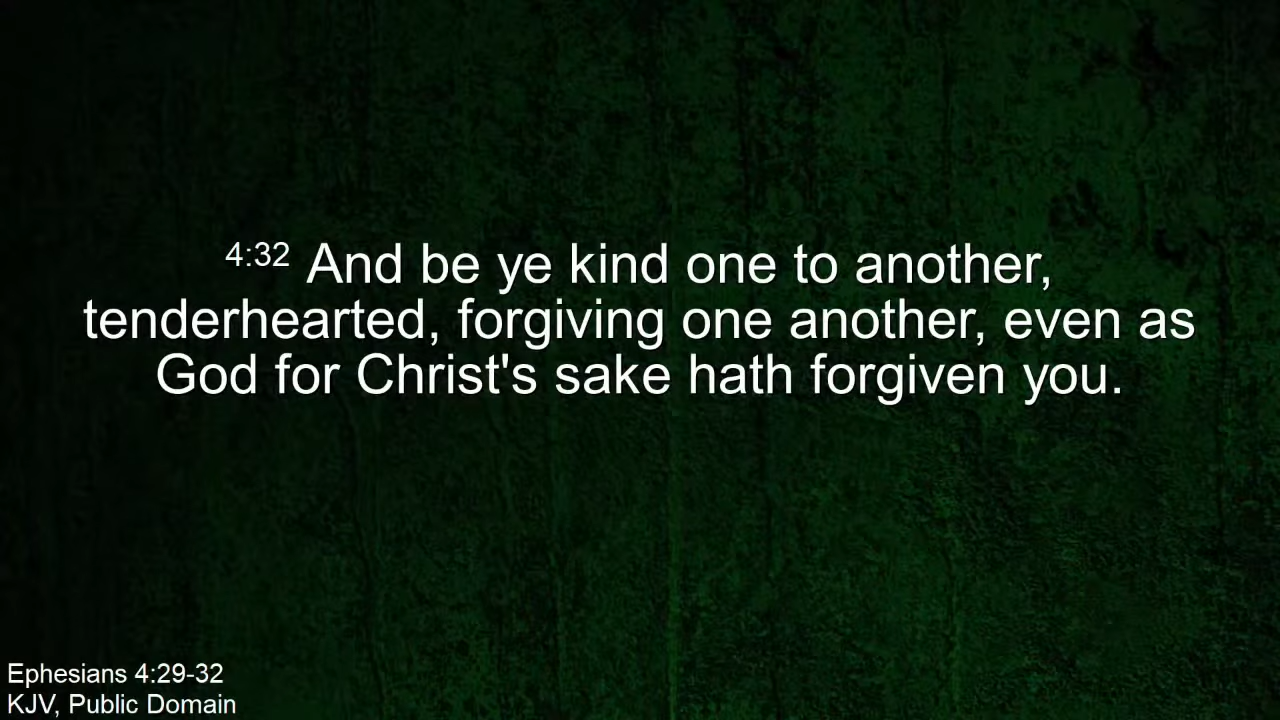 4:32 And be ye kind one to another,
tenderhearted, forgiving one another, even as
God for Christ's sake hath forgiven you.
Ephesians 4:29-32
KJV, Public Domain